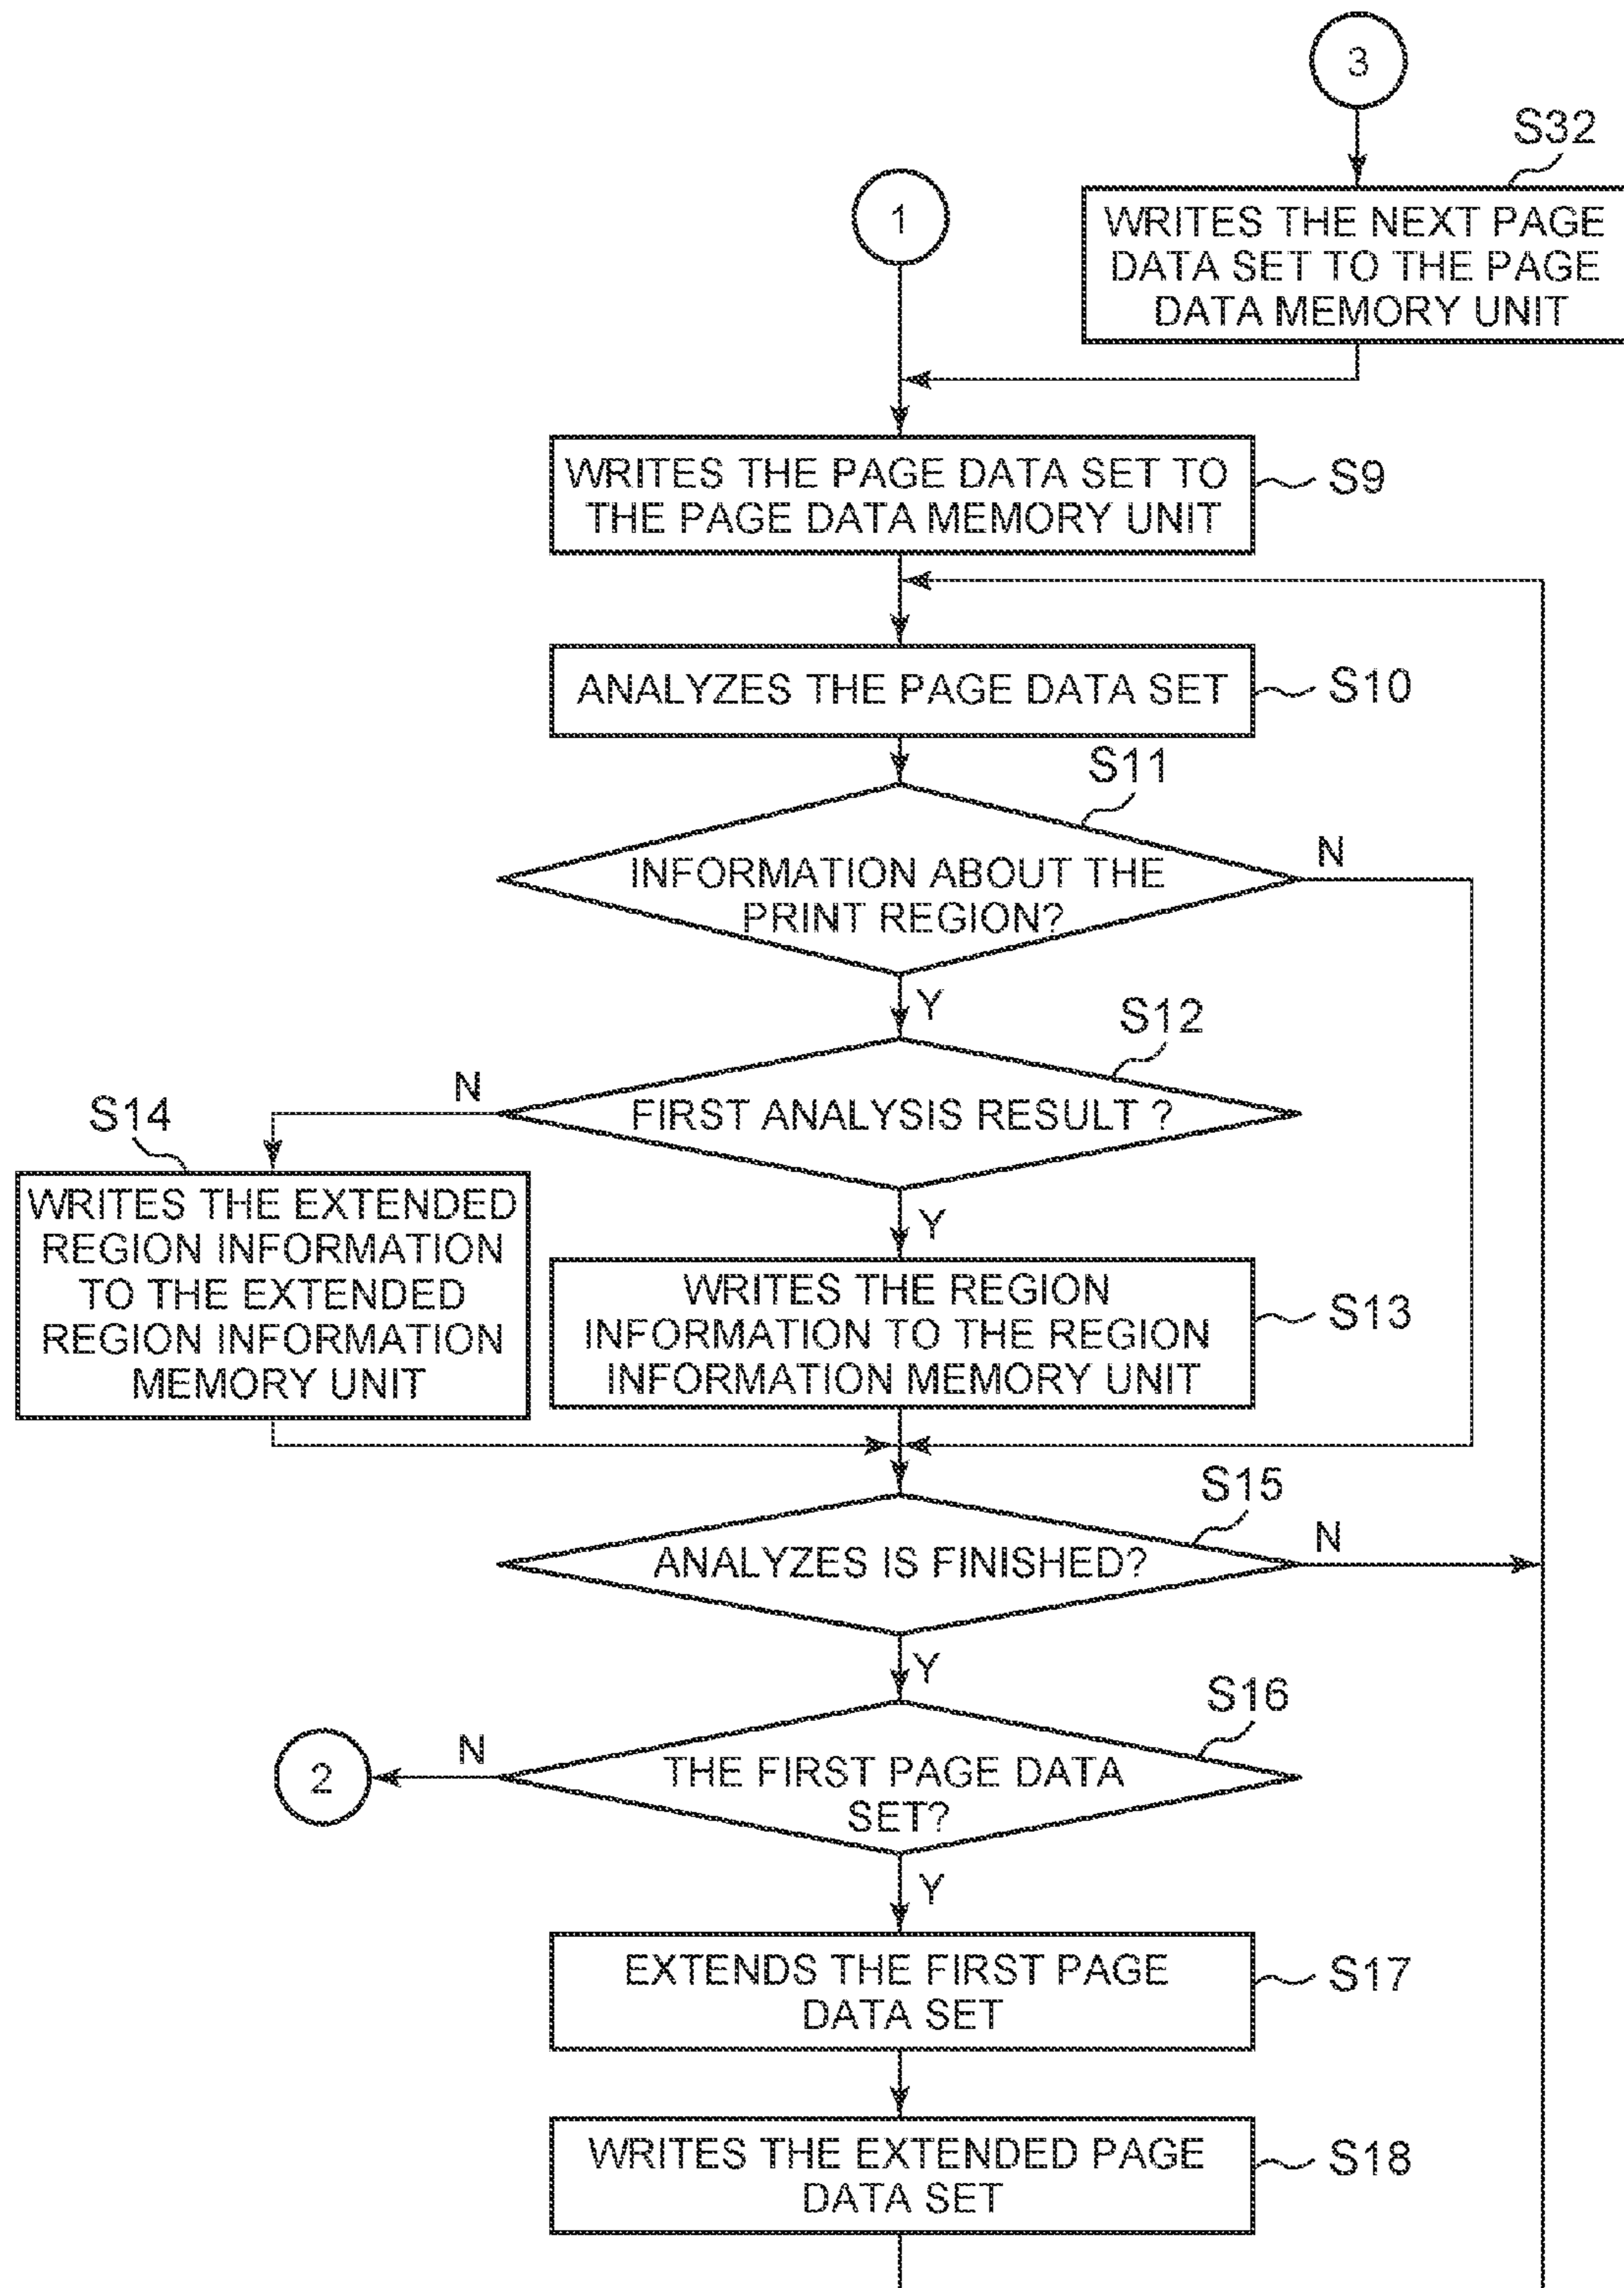 3
S32
WRITES THE NEXT PAGE
DATA SET TO THE PAGE
DATA MEMORY UNIT
1
WRITES THE PAGE DATA SET TO
THE PAGE DATA MEMORY UNIT
S9
ANALYZES THE PAGE DATA SET
S10
S11
INFORMATION ABOUT THE
PRINT REGION?
N
Y
S12
FIRST ANALYSIS RESULT ?
N
Y
S14
WRITES THE EXTENDED
REGION INFORMATION
TO THE EXTENDED
REGION INFORMATION
MEMORY UNIT
WRITES THE REGION
INFORMATION TO THE REGION
INFORMATION MEMORY UNIT
S13
S15
ANALYZES IS FINISHED?
N
Y
S16
THE FIRST PAGE DATA
SET?
N
2
Y
EXTENDS THE FIRST PAGE
DATA SET
S17
WRITES THE EXTENDED PAGE
DATA SET
S18